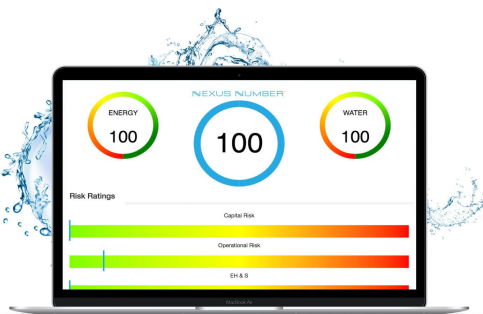 NEXUS NUMBER
ENERGY
100
100
WATER
100
Risk Ratings
Capital Risk
Operational Risk
EH & S
MacBook Air